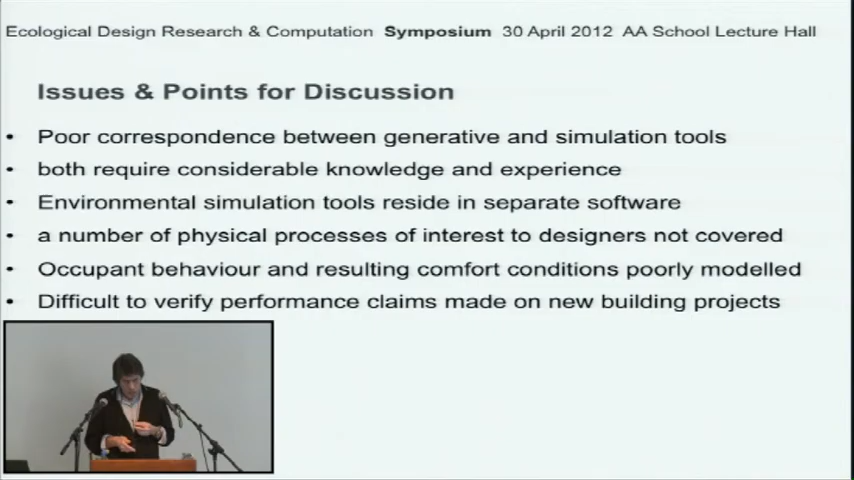 Ecological Design Research & Computation Symposium 30 April 2012 AA School Lecture Hall
Issues & Points for Discussion
• Poor correspondence between generative and simulation tools
• both require considerable knowledge and experience
• Environmental simulation tools reside in separate software
• a number of physical processes of interest to designers not covered
• Occupant behaviour and resulting comfort conditions poorly modelled
• Difficult to verify performance claims made on new building projects